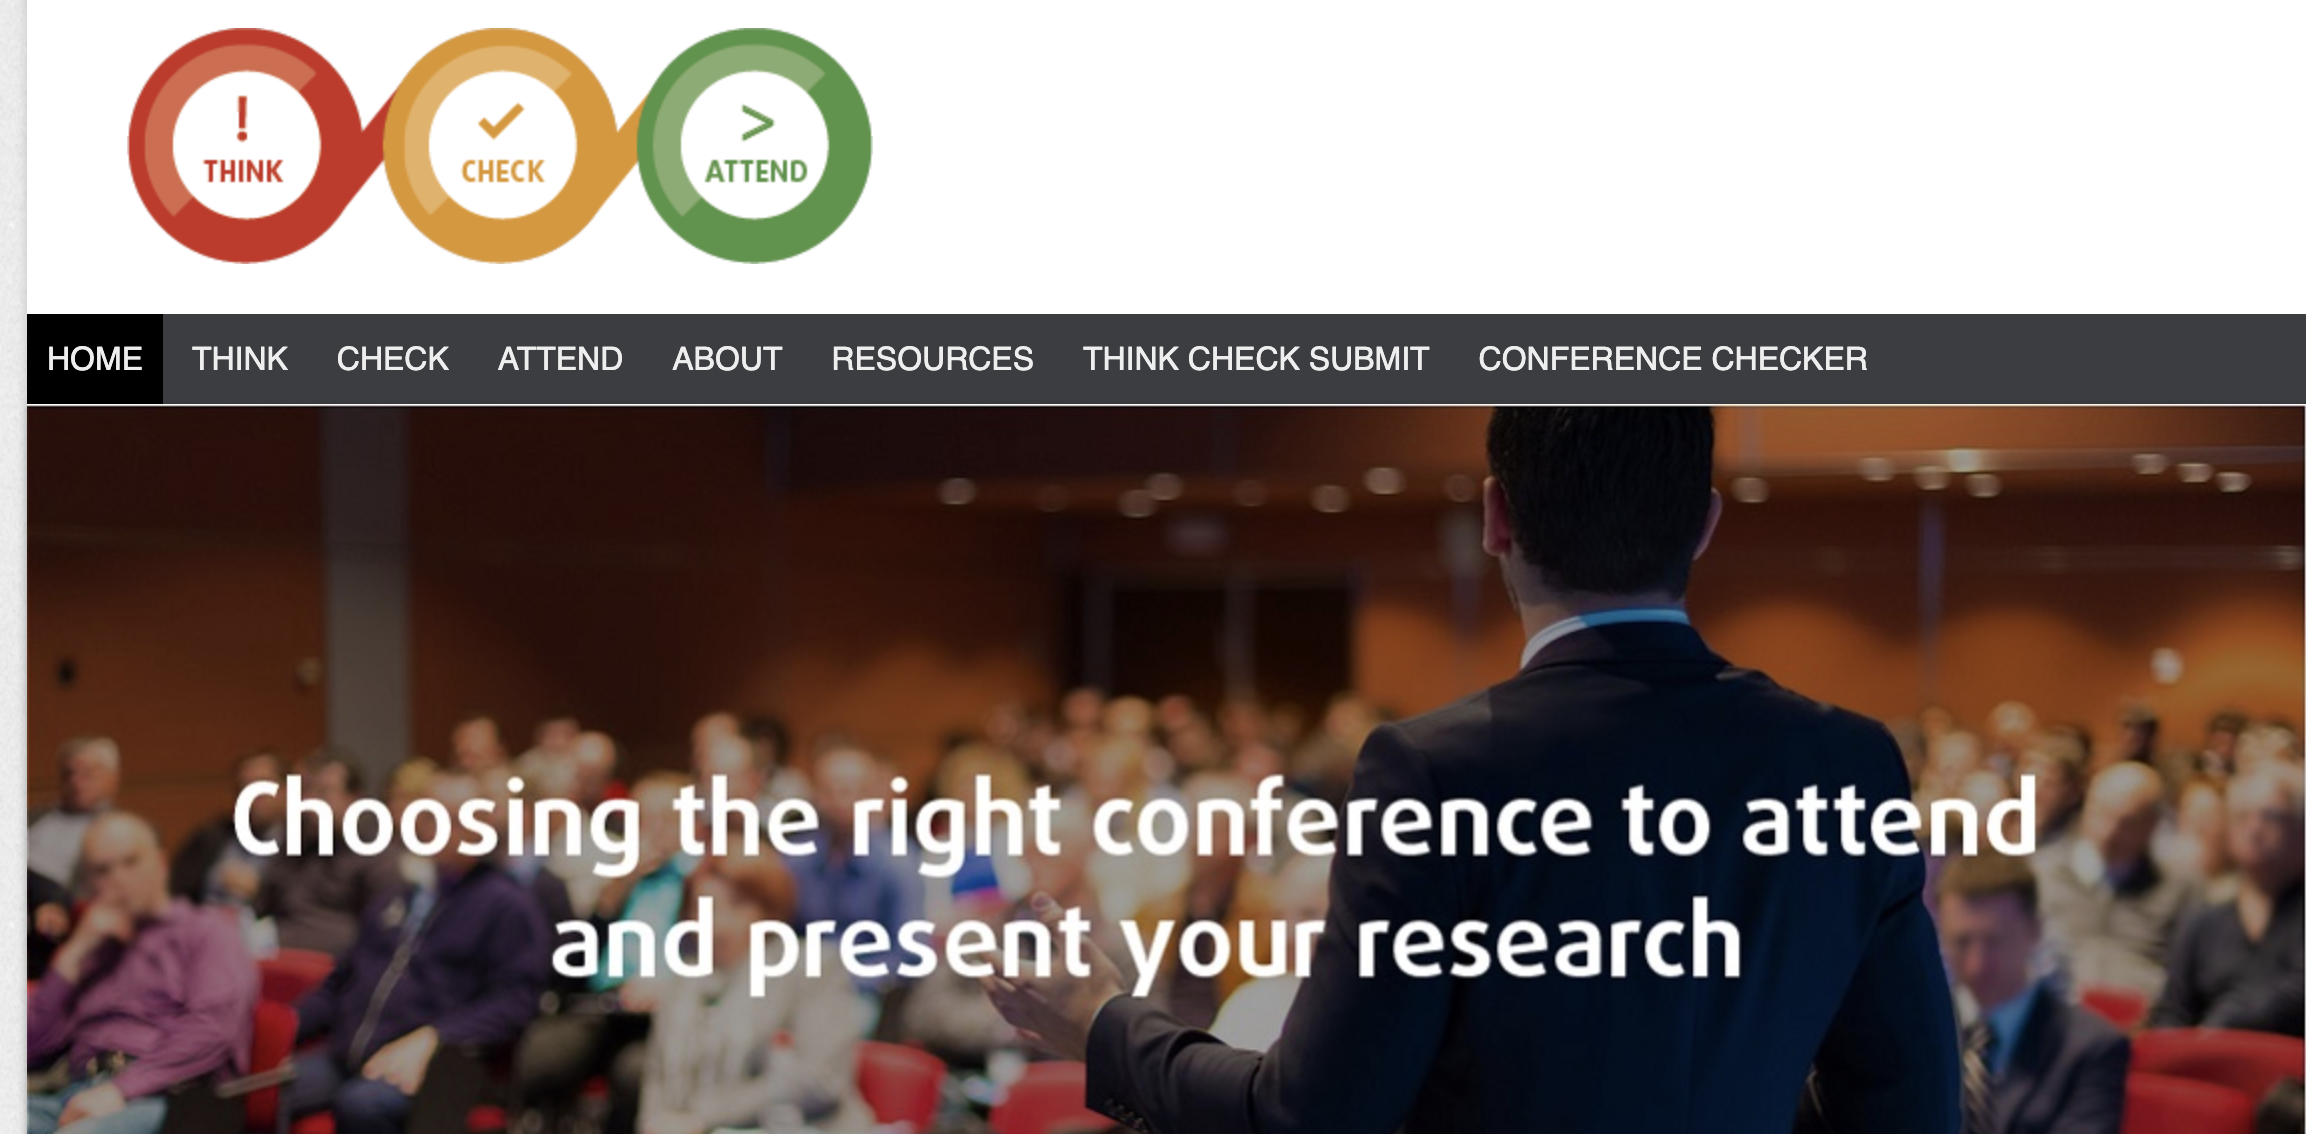 !
THINK
✓
CHECK
>
ATTEND
HOME THINK CHECK ATTEND ABOUT RESOURCES THINK CHECK SUBMIT CONFERENCE CHECKER
Choosing the right conference to attend
and present your research